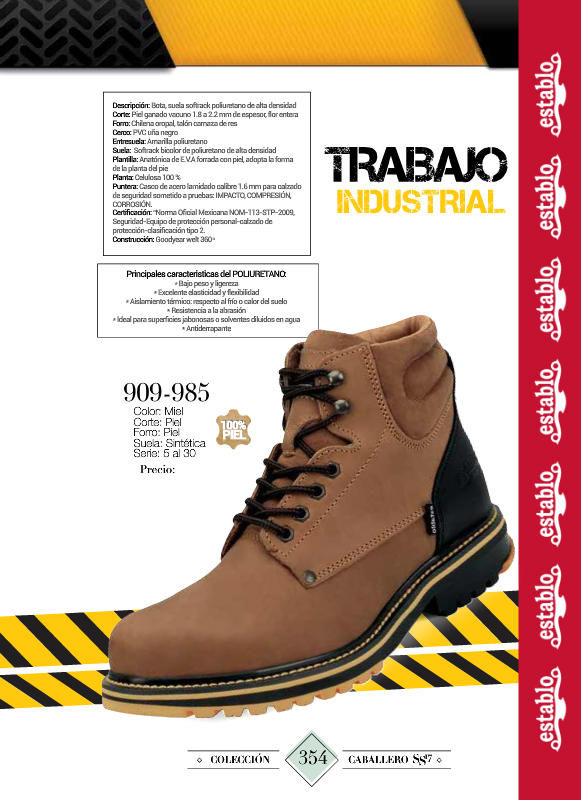 Descripción: Bota, suela softrack poliuretano de alta densidad
Corte: Piel ganado vacuno 1.8 a 2.2 mm de espesor, flor entera
Forro: Chilena oropal, talón carnaza de res
Cerco: PVC uña negro
Entresuela: Amarilla poliuretano
Suela: Softrack bicolor de poliuretano de alta densidad
Plantilla: Anatónica de E.V.A forrada con piel, adopta la forma
de la planta del pie
Planta: Celulosa 100 %
Puntera: Casco de acero lamidado calibre 1.6 mm para calzado
de seguridad sometido a pruebas: IMPACTO, COMPRESIÓN,
CORROSIÓN.
Certificación: "Norma Oficial Mexicana NOM-113-STP-2009,
Seguridad-Equipo de protección personal-calzado de
protección-clasificación tipo 2.
Construcción: Goodyear welt 360°
TRABAJO
INDUSTRIAL
Principales caracteristicas del POLIURETANO:
* Bajo peso y ligereza
* Excelente elasticidad y flexibilidad
* Aislamiento térmico: respecto al frío o calor del suelo
* Resistencia a la abrasión
* Ideal para superficies jabonosas o solventes diluidos en agua
* Antiderrapante
909-985
Color: Miel
Corte: Piel
Forro: Piel
Suela: Sintética
Serie: 5 al 30
Precio:
100%
PIEL
establo
establo
establo
establo
establo
establo
establo
establo
COLECCIÓN
354
CABALLERO SS17